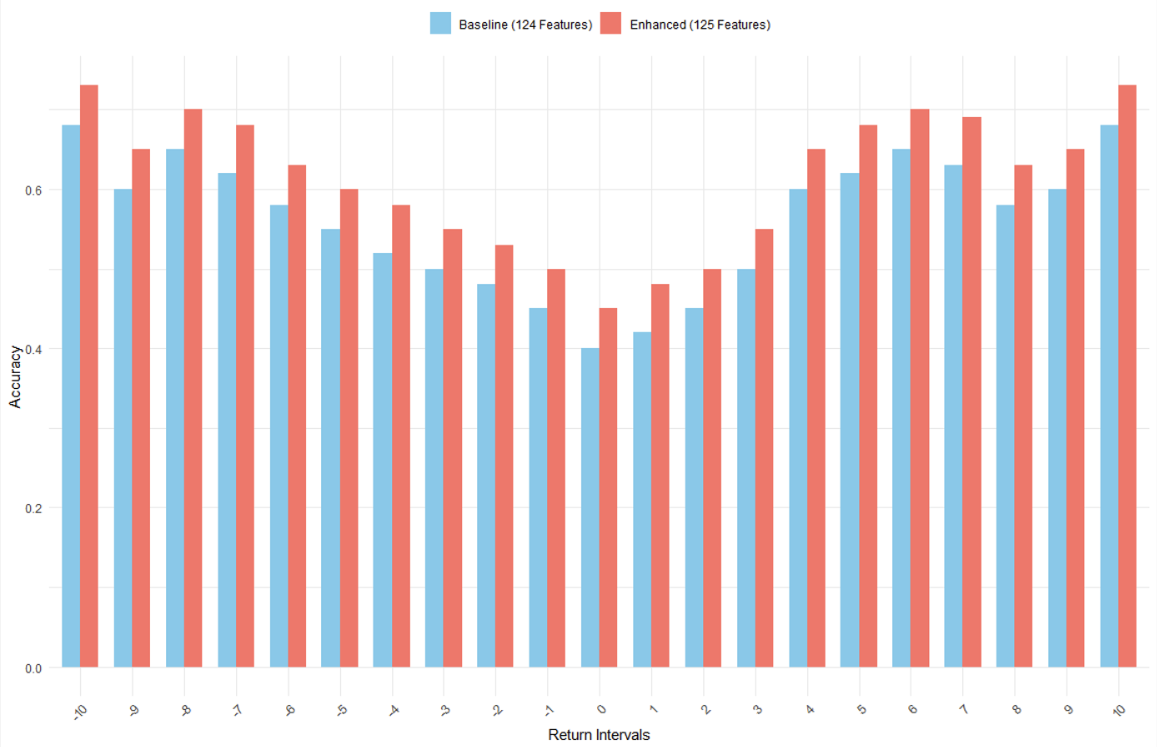 Baseline (124 Features) Enhanced (125 Features)
Accuracy
0.6
0.4
0.2
0.0
-10 -9 -8 -7 -6 -5 -4 -3 -2 -1 0 1 2 3 4 5 6 7 8 9 10
Return Intervals